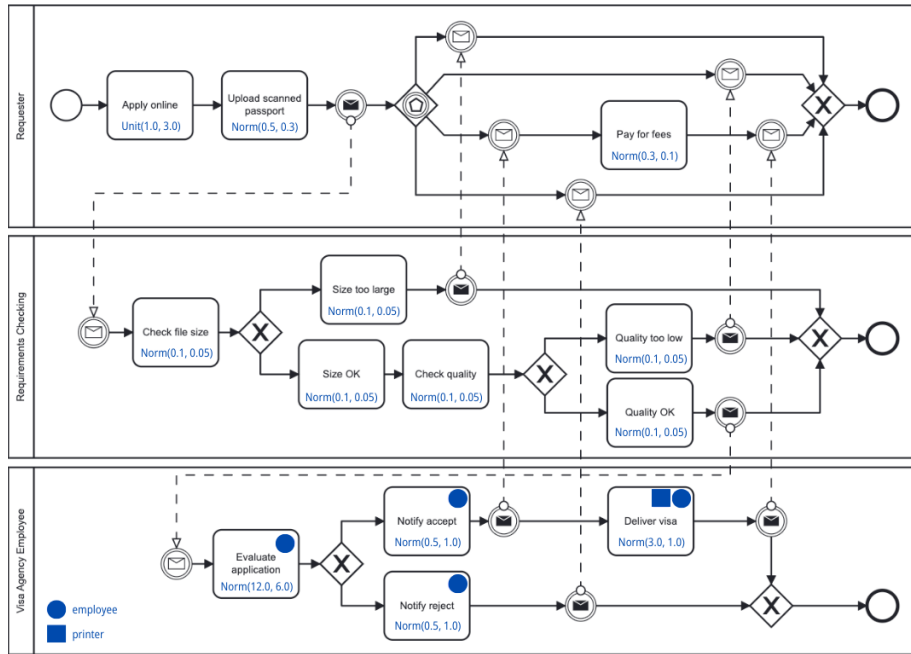 Requester
Apply online
Unit(1.0, 3.0)
Upload scanned
passport
Norm(0.5, 0.3)
Pay for fees
Norm(0.3, 0.1)
X
Requirements Checking
Check file size
Norm(0.1, 0.05)
X
Size too large
Norm(0.1, 0.05)
Size OK
Norm(0.1, 0.05)
Check quality
Norm(0.1, 0.05)
X
Quality too low
Norm(0.1, 0.05)
Quality OK
Norm(0.1, 0.05)
X
Visa Agency Employee
Evaluate
application
Norm(12.0, 6.0)
X
Notify accept
Norm(0.5, 1.0)
Notify reject
Norm(0.5, 1.0)
Deliver visa
Norm(3.0, 1.0)
X
employee
printer